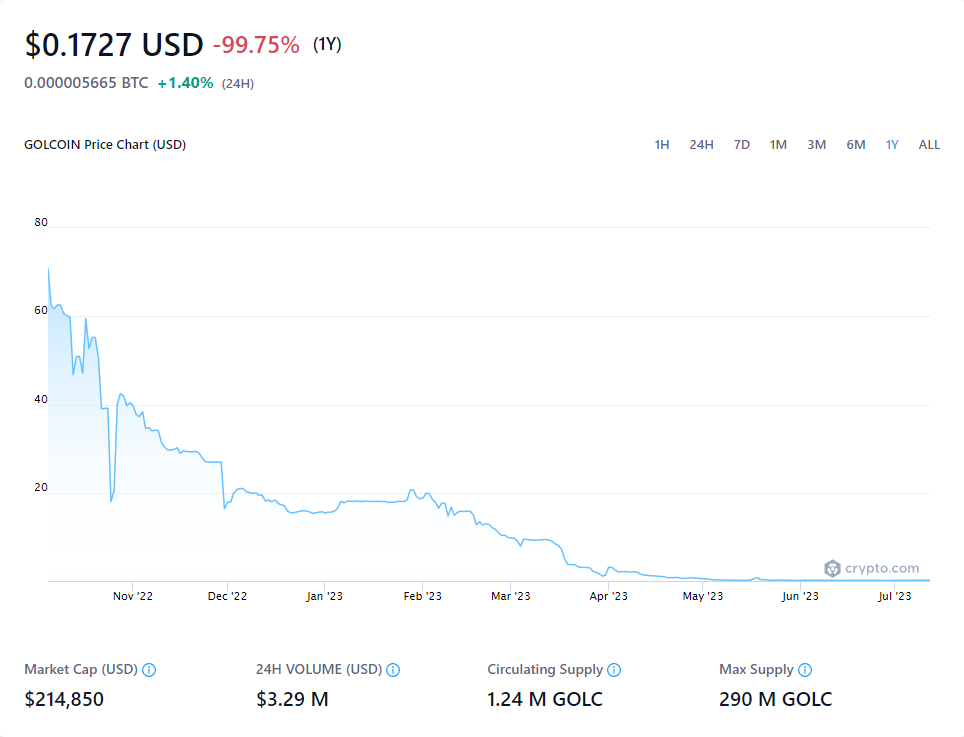 $0.1727 USD -99.75% (1Y)
0.000005665 BTC +1.40% (24H)
GOLCOIN Price Chart (USD) 1H 24H 7D 1M 3M 6M 1Y ALL
80
60
40
20
crypto.com
Nov '22 Dec '22 Jan '23 Feb '23 Mar '23 Apr '23 May '23 Jun '23 Jul '23
Market Cap (USD) 24H VOLUME (USD) Circulating Supply Max Supply
$214,850 $3.29 M 1.24 M GOLC 290 M GOLC